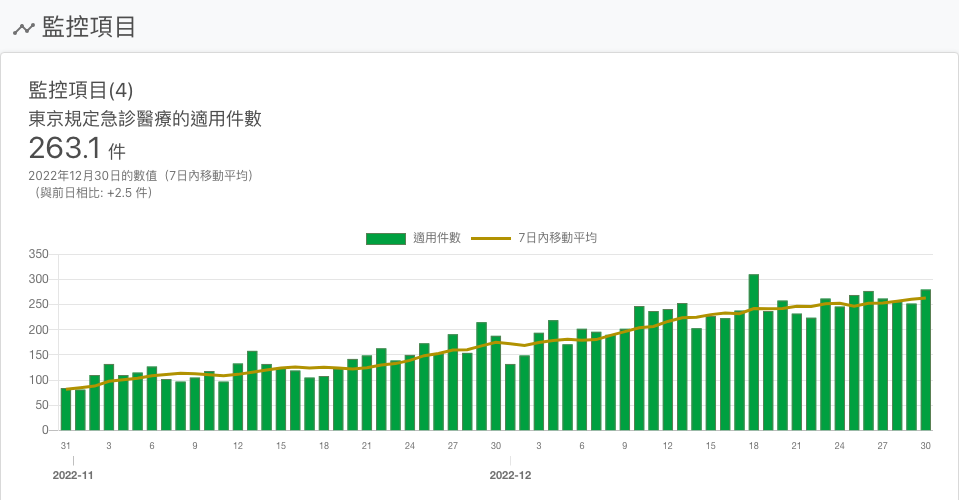 監控項目
監控項目(4)
東京規定急診醫療的適用件數
263.1 件
2022年12月30日的數值（7日內移動平均）
（與前日相比: +2.5 件）
適用件數 7日內移動平均
350
300
250
200
150
100
50
0
31 3 6 9 12 15 18 21 24 27 30 3 6 9 12 15 18 21 24 27 30
2022-11 2022-12